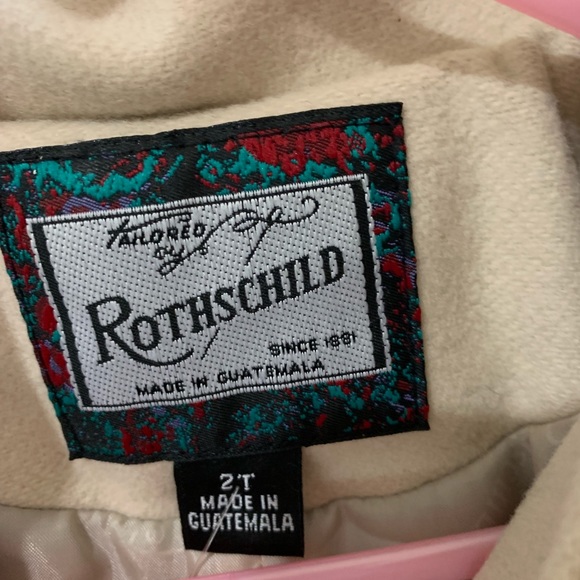 TAILORED
BY
ROTHSCHILD
SINCE 1881
MADE IN GUATEMALA
2T
MADE IN
GUATEMALA